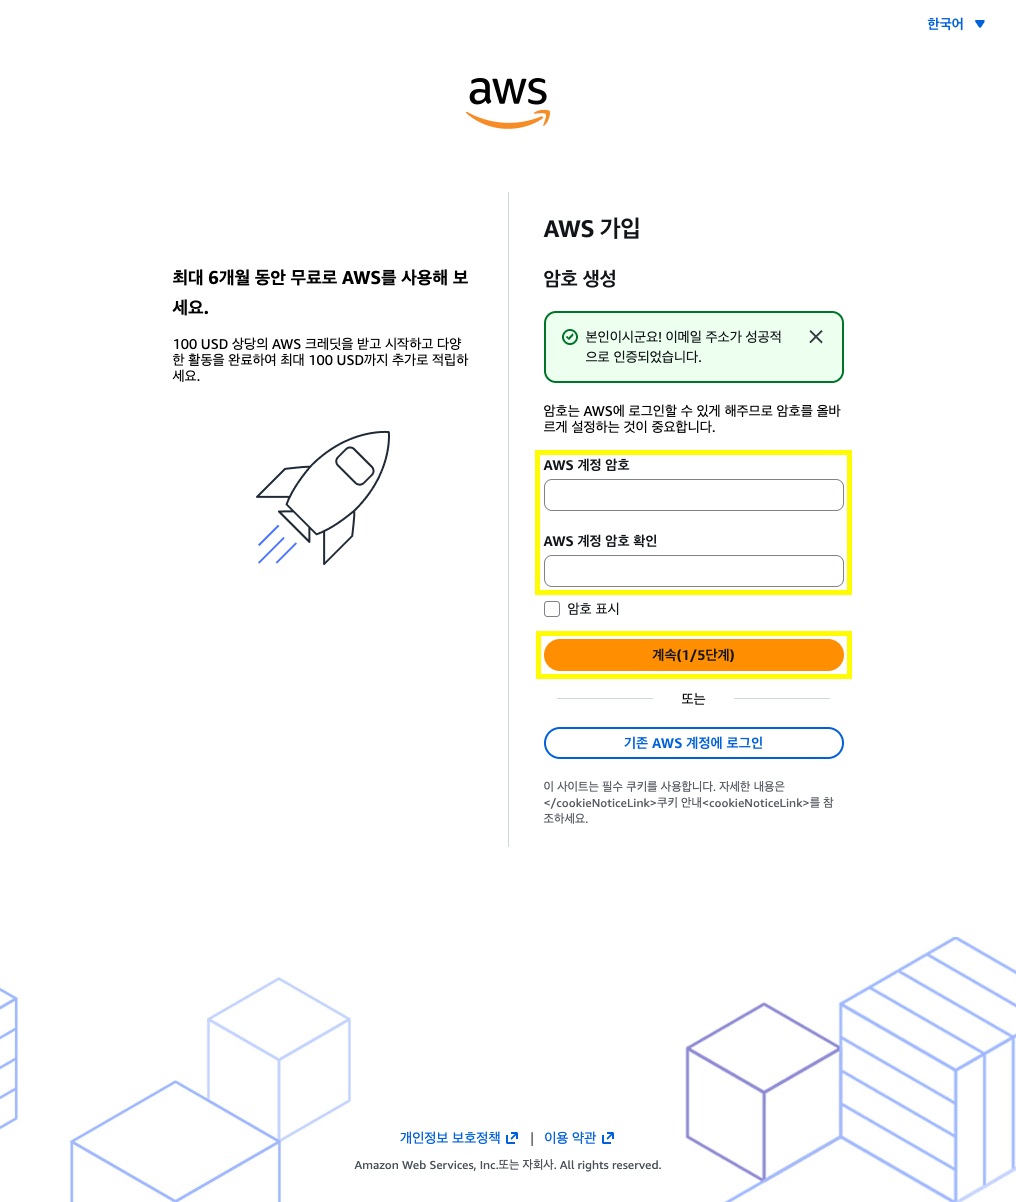 한국어
aws
최대 6개월 동안 무료로 AWS를 사용해 보
세요.
100 USD 상당의 AWS 크레딧을 받고 시작하고 다양
한 활동을 완료하여 최대 100 USD까지 추가로 적립하
세요.
AWS 가입
암호 생성
본인이시군요! 이메일 주소가 성공적
으로 인증되었습니다.
암호는 AWS에 로그인할 수 있게 해주므로 암호를 올바
르게 설정하는 것이 중요합니다.
AWS 계정 암호
AWS 계정 암호 확인
암호 표시
계속(1/5단계)
또는
기존 AWS 계정에 로그인
이 사이트는 필수 쿠키를 사용합니다. 자세한 내용은
</cookieNoticeLink>쿠키 안내<cookieNoticeLink>를 참
조하세요.
개인정보 보호정책 | 이용 약관
Amazon Web Services, Inc.또는 자회사. All rights reserved.